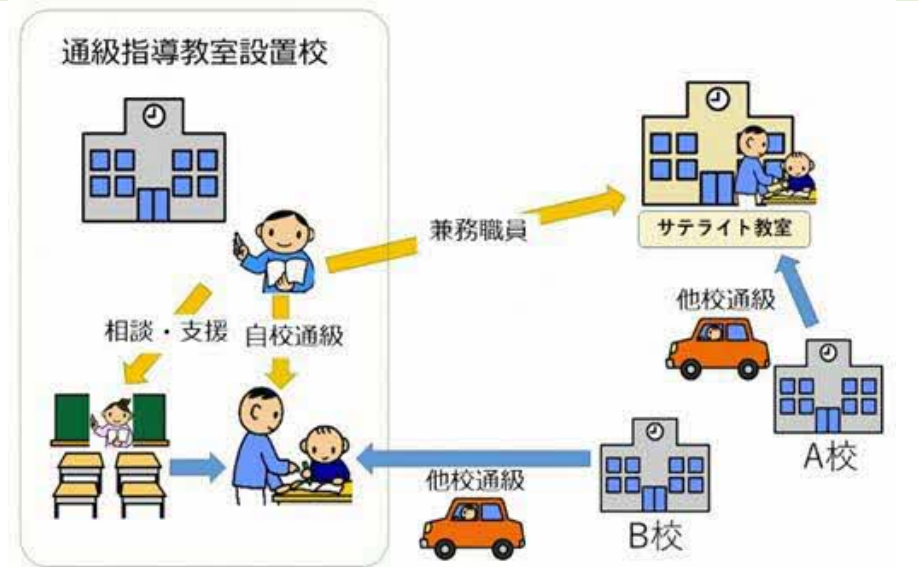 通級指導教室設置校
兼務職員
サテライト教室
相談・支援
自校通級
他校通級
A校
他校通級
B校